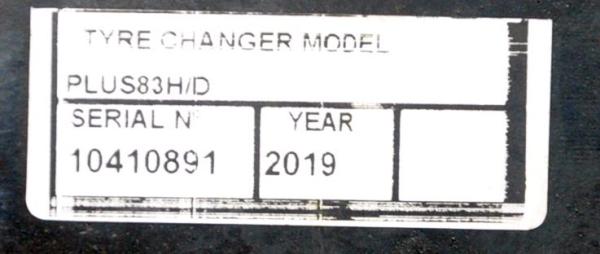 TYRE CHANGER MODEL
PLUS83H/D
SERIAL N° YEAR
10410891 2019